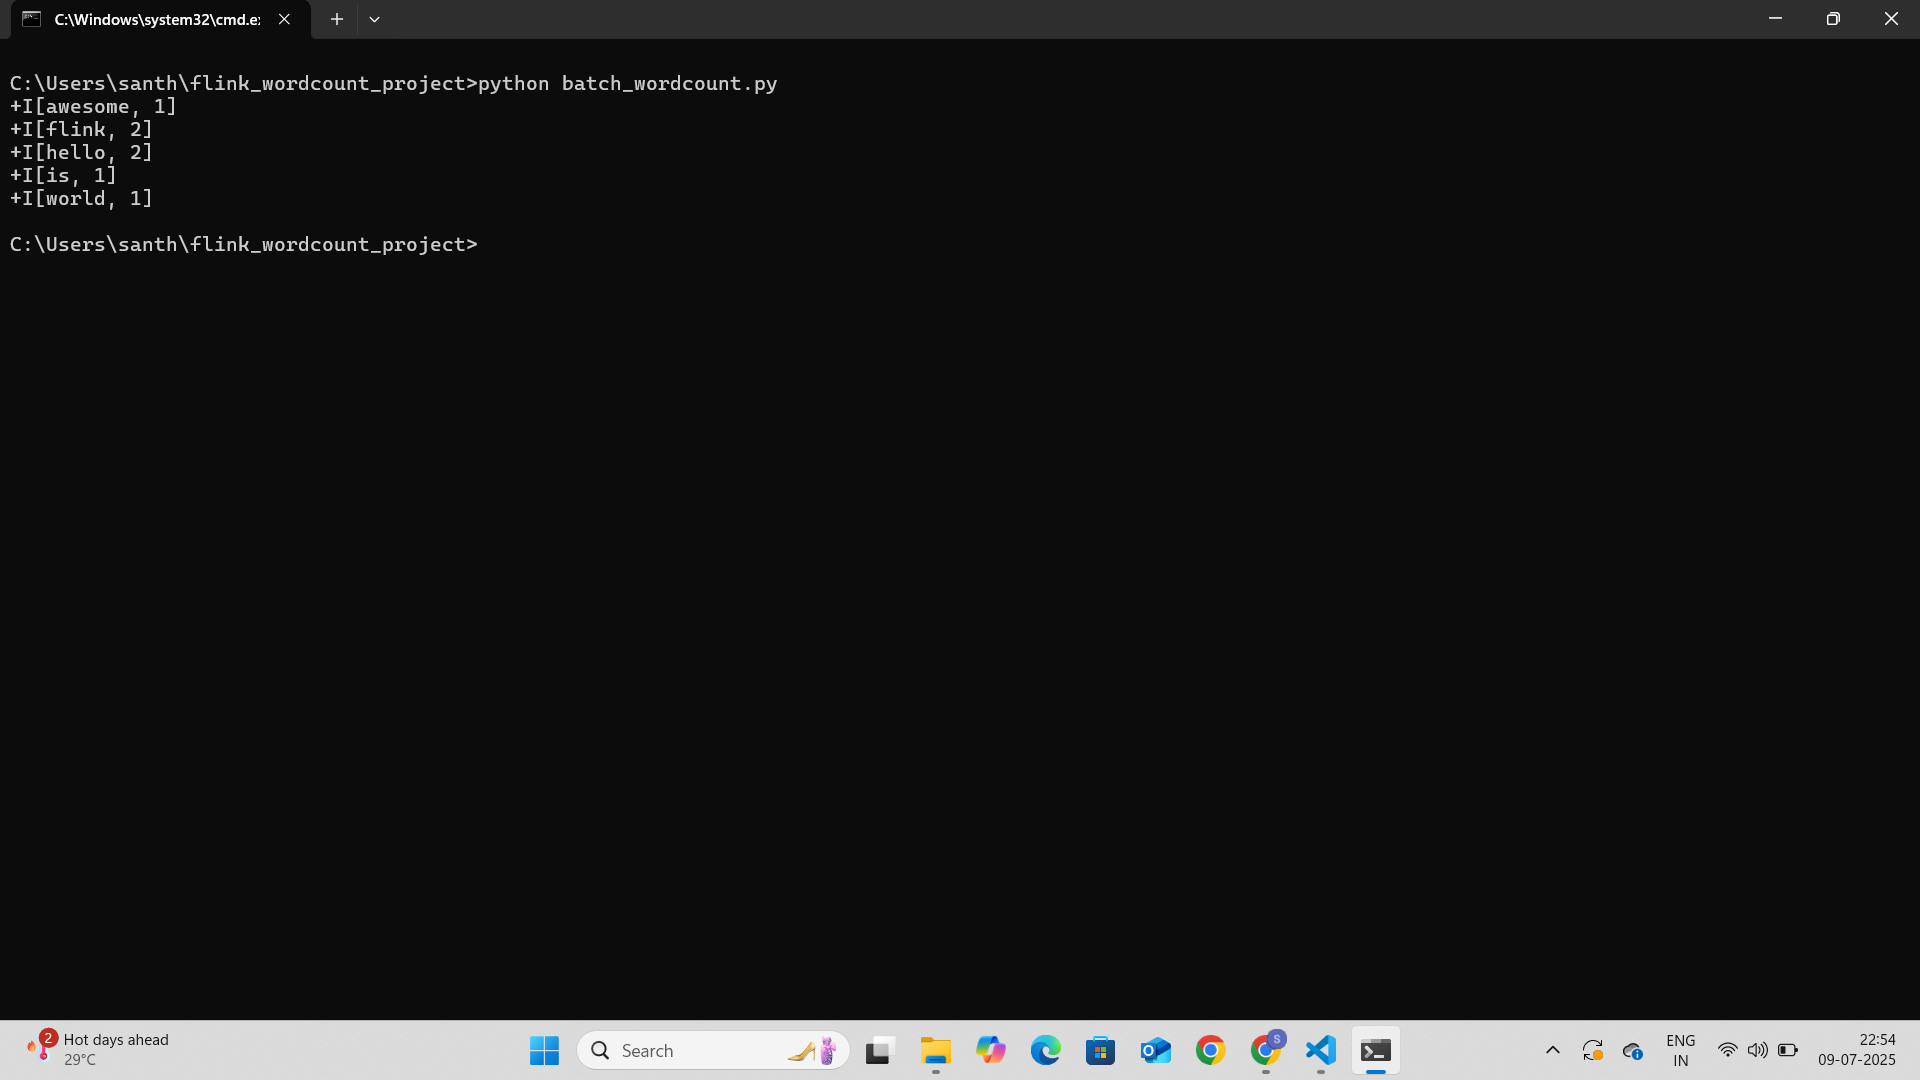 C:\Windows\system32\cmd.e:
C:\Users\santh\flink_wordcount_project>python batch_wordcount.py
+I[awesome, 1]
+I[flink, 2]
+I[hello, 2]
+I[is, 1]
+I[world, 1]
C:\Users\santh\flink_wordcount_project>
2
Hot days ahead
29°C
Search
S
ENG
IN
22:54
09-07-2025